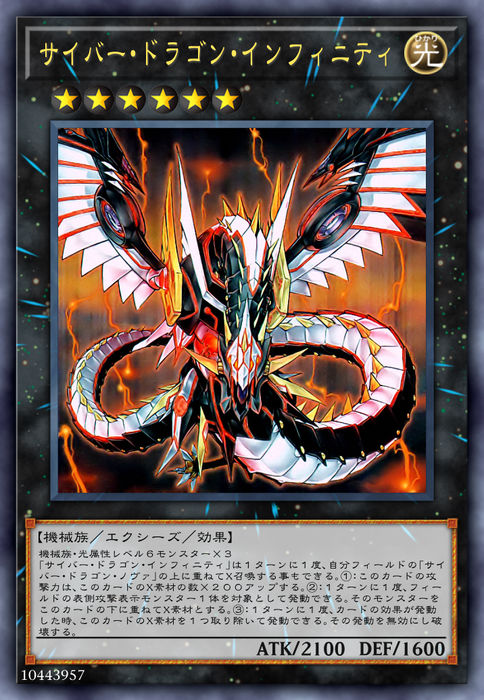 サイバー・ドラゴン・インフィニティ
ひかり
光
【機械族／エクシーズ／効果】
機械族・光属性レベル６モンスター×３
「サイバー・ドラゴン・インフィニティ」は１ターンに１度、自分フィールドの「サイ
バー・ドラゴン・ノヴァ」の上に重ねてＸ召喚する事もできる。①：このカードの攻
撃力は、このカードのＸ素材の数×２００アップする。②：１ターンに１度、フィール
ドの表側攻撃表示モンスター１体を対象として発動できる。そのモンスターを
このカードの下に重ねてＸ素材とする。③：１ターンに１度、カードの効果が発動
した時、このカードのＸ素材を１つ取り除いて発動できる。その発動を無効にし破
壊する。
ATK/2100 DEF/1600
10443957